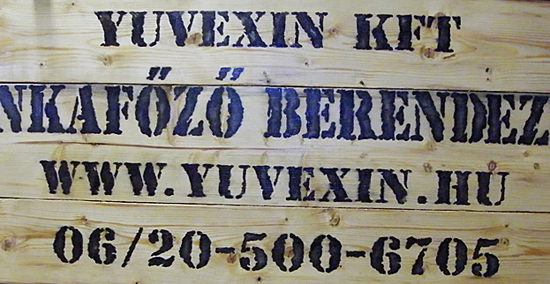 YUVEXIN KFT
NKAFŐZŐ BERENDEZ
WWW.YUVEXIN.HU
06/20-500-6705